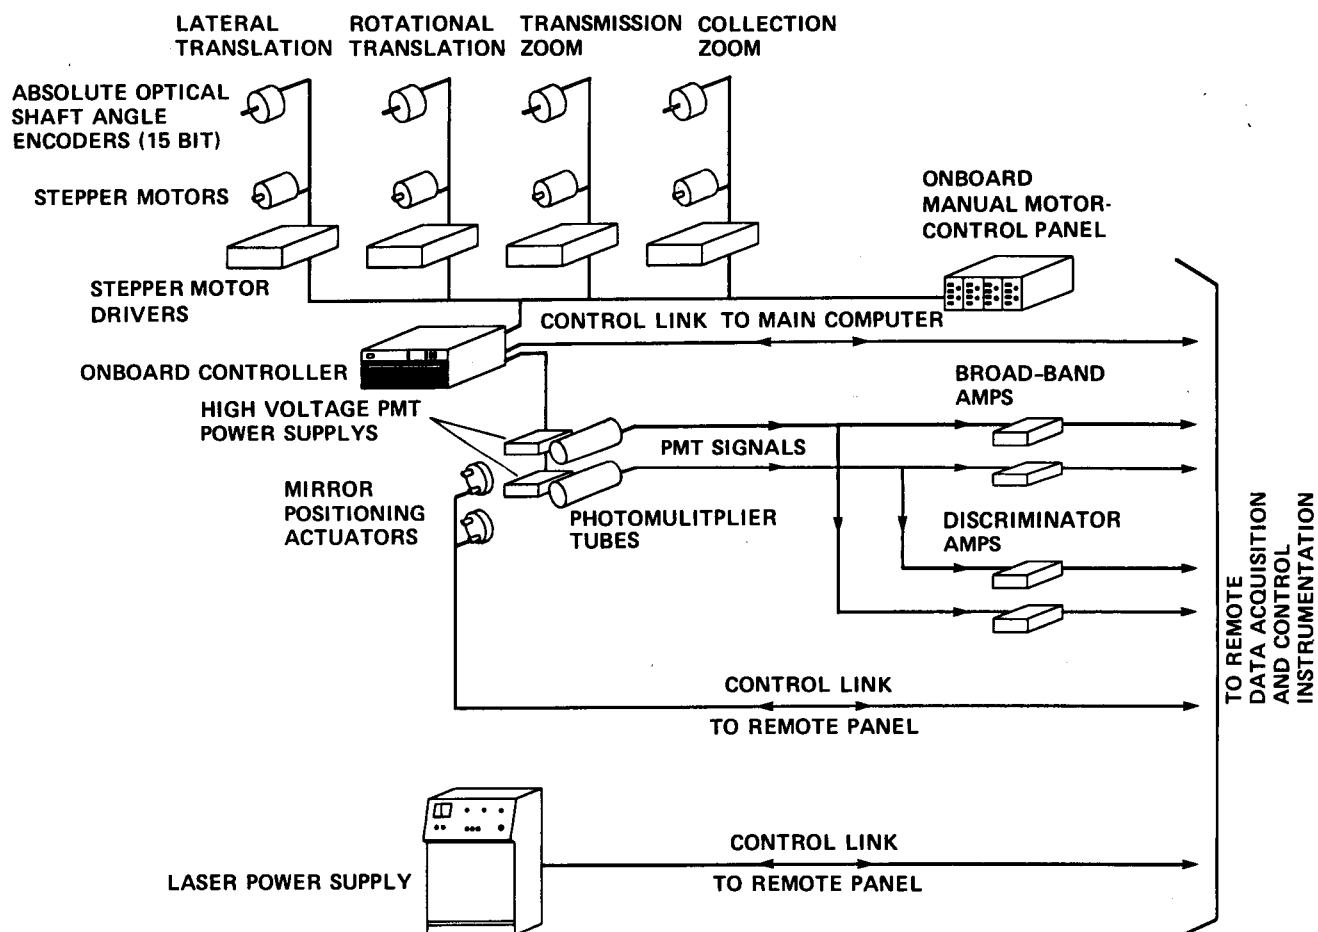 LATERAL
TRANSLATION
ROTATIONAL
TRANSLATION
TRANSMISSION
ZOOM
COLLECTION
ZOOM
ABSOLUTE OPTICAL
SHAFT ANGLE
ENCODERS (15 BIT)
STEPPER MOTORS
ONBOARD
MANUAL MOTOR-
CONTROL PANEL
STEPPER MOTOR
DRIVERS
CONTROL LINK TO MAIN COMPUTER
ONBOARD CONTROLLER
BROAD-BAND
AMPS
HIGH VOLTAGE PMT
POWER SUPPLYS
PMT SIGNALS
MIRROR
POSITIONING
ACTUATORS
PHOTOMULITPLIER
TUBES
DISCRIMINATOR
AMPS
TO REMOTE
DATA ACQUISITION
AND CONTROL
INSTRUMENTATION
CONTROL LINK
TO REMOTE PANEL
CONTROL LINK
TO REMOTE PANEL
LASER POWER SUPPLY